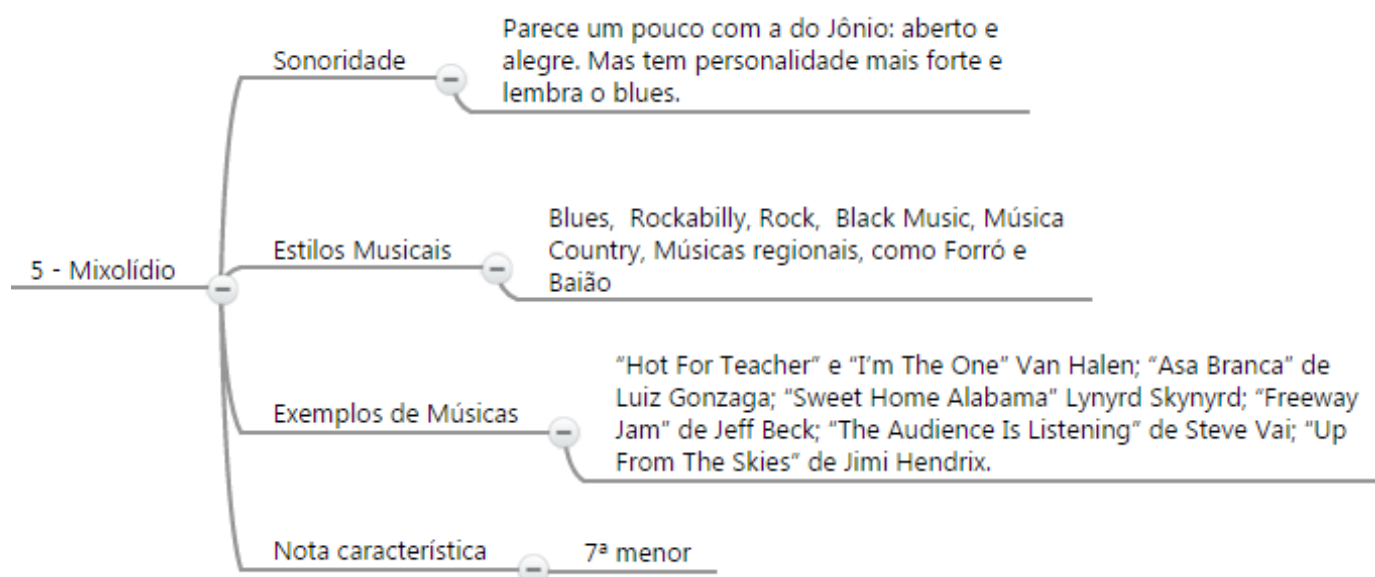 5 - Mixolídio
Sonoridade
Parece um pouco com a do Jônio: aberto e
alegre. Mas tem personalidade mais forte e
lembra o blues.
Estilos Musicais
Blues,  Rockabilly, Rock,  Black Music, Música
Country, Músicas regionais, como Forró e
Baião
Exemplos de Músicas
“Hot For Teacher” e “I’m The One” Van Halen; “Asa Branca” de
Luiz Gonzaga; “Sweet Home Alabama” Lynyrd Skynyrd; “Freeway
Jam” de Jeff Beck; “The Audience Is Listening” de Steve Vai; “Up
From The Skies” de Jimi Hendrix.
Nota característica
7ª menor